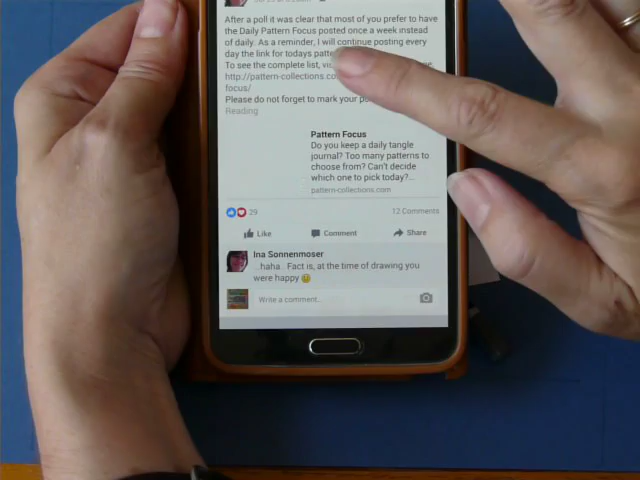 After a poll it was clear that most of you prefer to have
the Daily Pattern Focus posted once a week instead
of daily. As a reminder, I will continue posting every
day the link for todays
To see the complete list,
http://pattern-collections.co
focus/
Please do not forget to mark your
Reading
Pattern Focus
Do you keep a daily tangle
journal? Too many patterns to
choose from? Can't decide
which one to pick today?...
pattern-collections.com
29
12 Comments
Like Comment Share
Ina Sonnenmoser
..haha.. Fact is, at the time of drawing you
were happy
Write a comment...